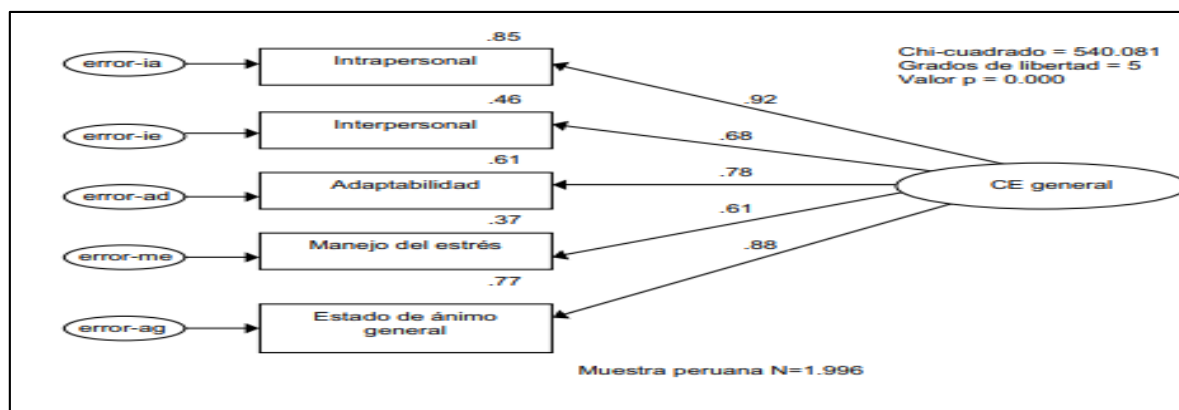 .85
error-ia
Intrapersonal
Chi-cuadrado = 540.081
Grados de libertad = 5
Valor p = 0.000
.92
.46
error-ie
Interpersonal
.68
.61
error-ad
Adaptabilidad
.78
CE general
.37
error-me
Manejo del estrés
.61
.77
.88
error-ag
Estado de ánimo
general
Muestra peruana N=1.996